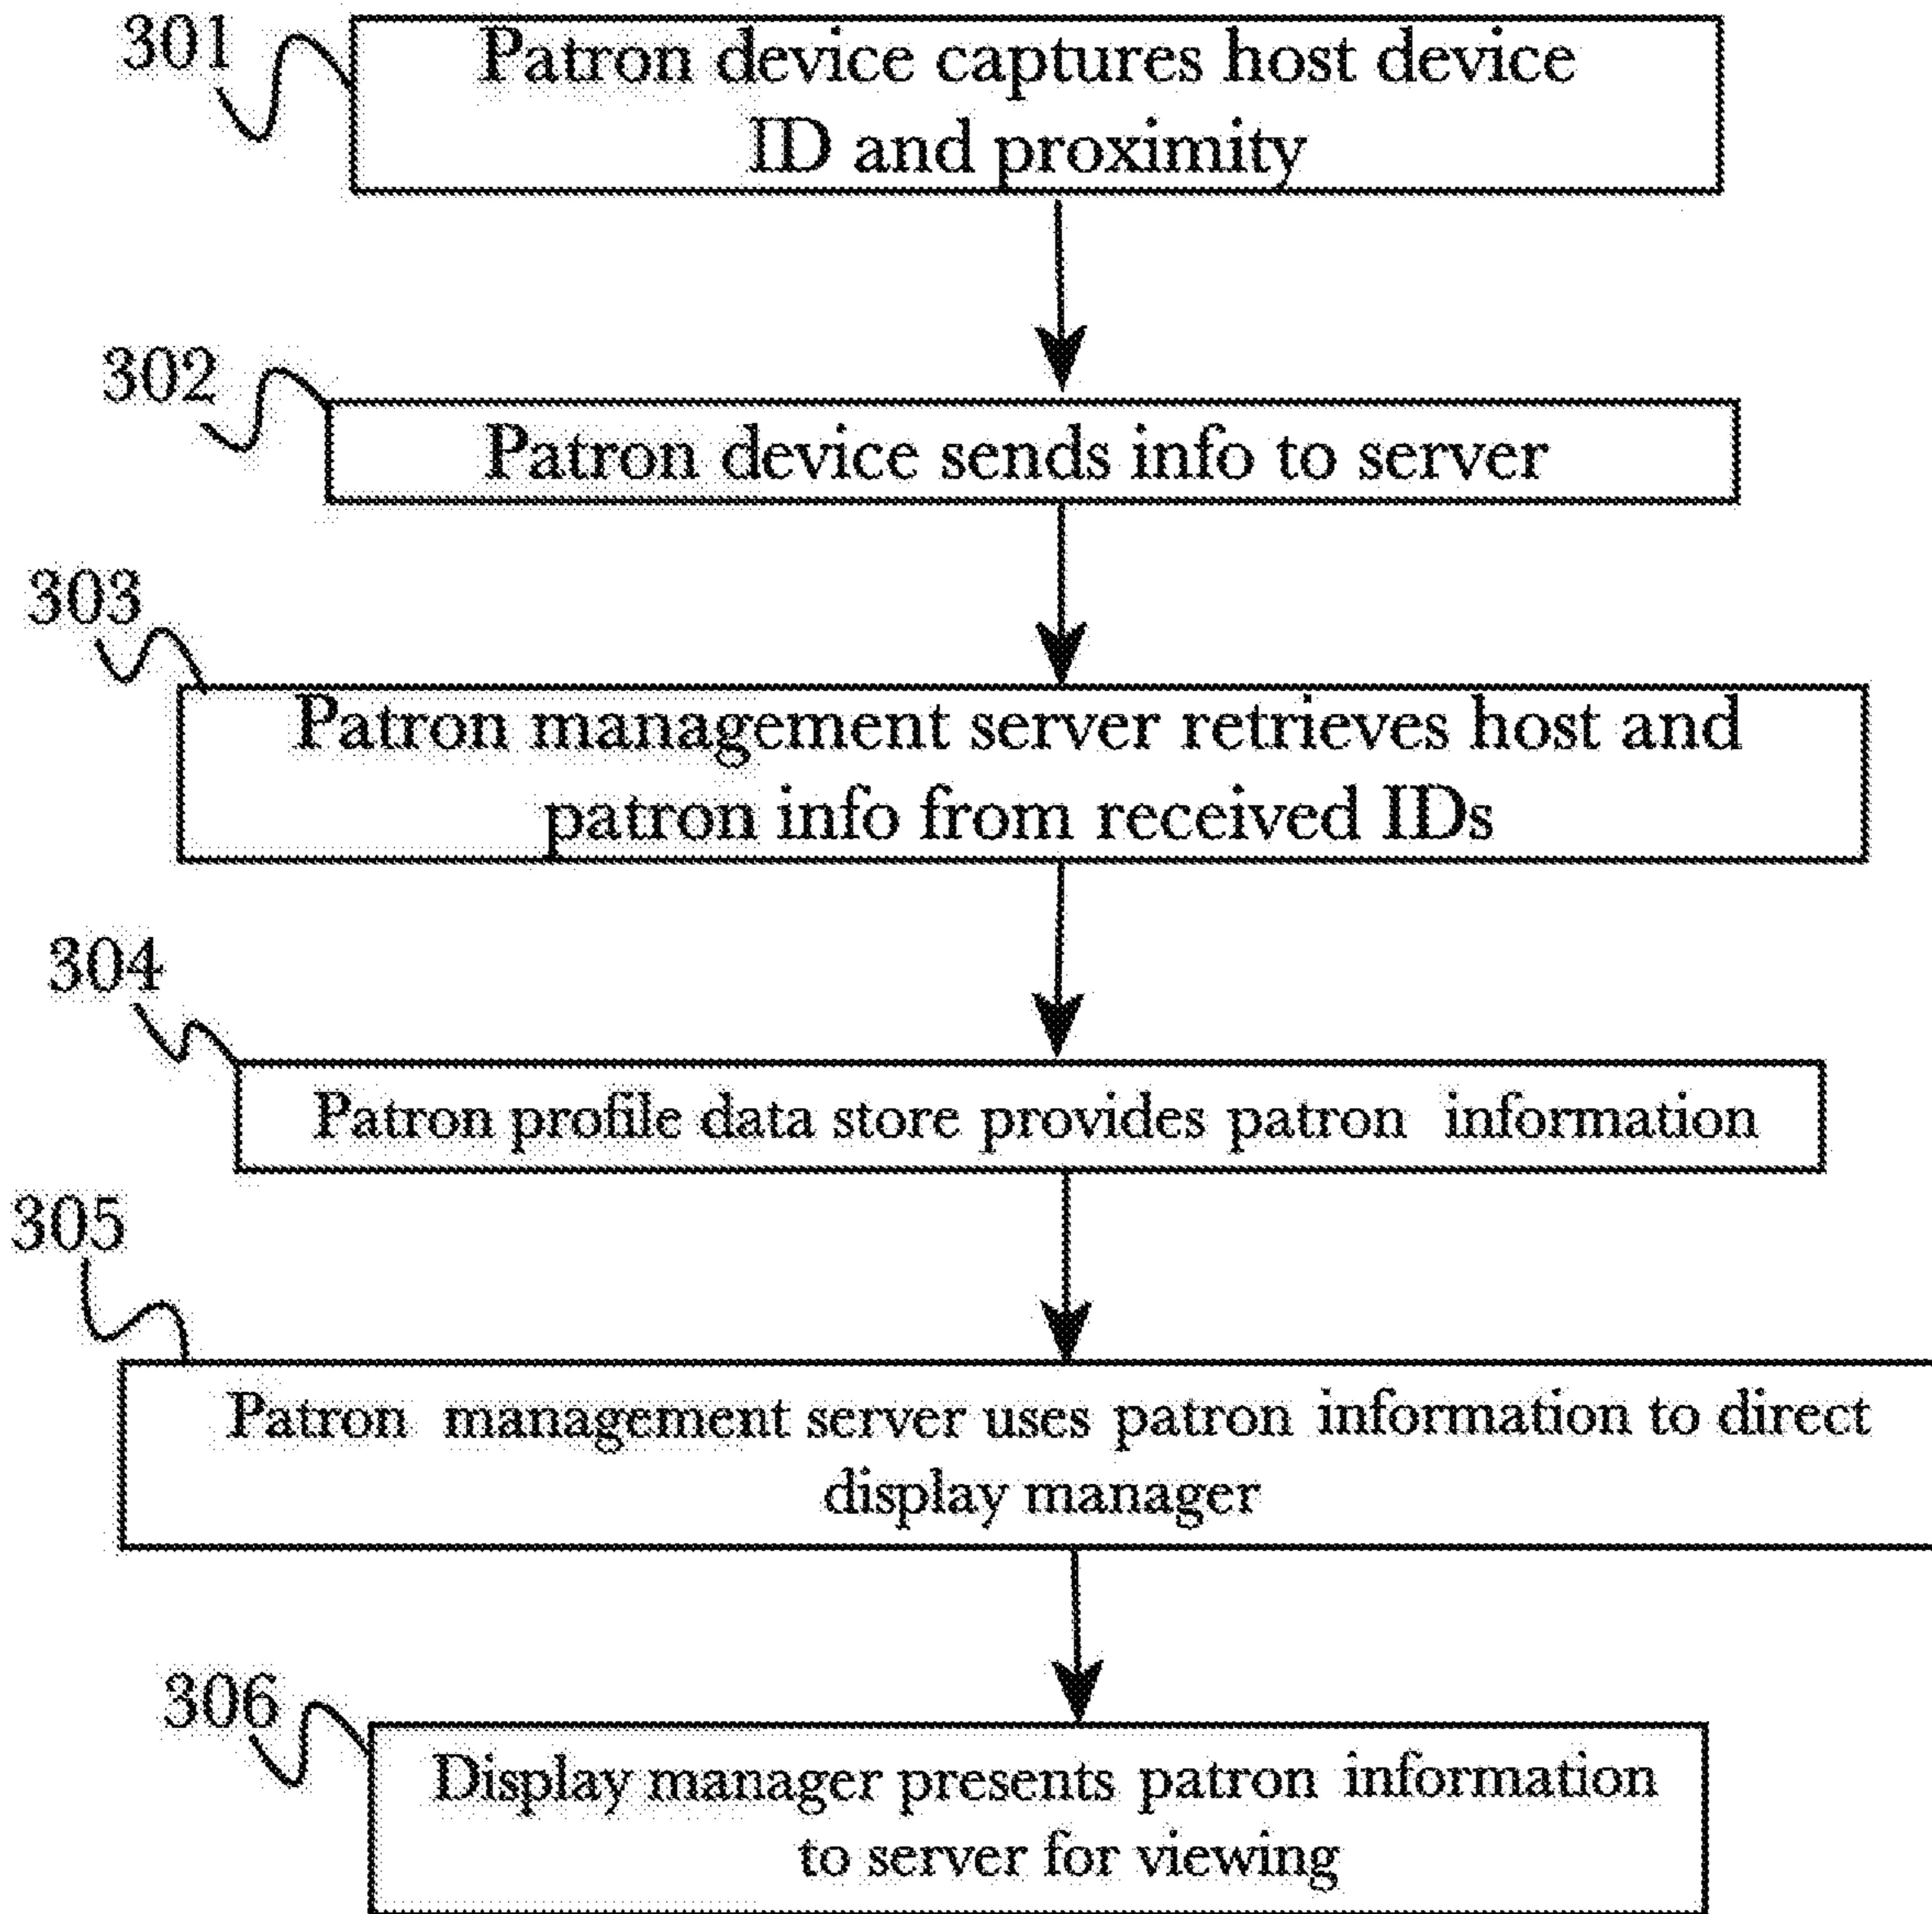 301
Patron device captures host device
ID and proximity
302
Patron device sends info to server
303
Patron management server retrieves host and
patron info from received IDs
304
Patron profile data store provides patron information
305
Patron management server uses patron information to direct
display manager
306
Display manager presents patron information
to server for viewing